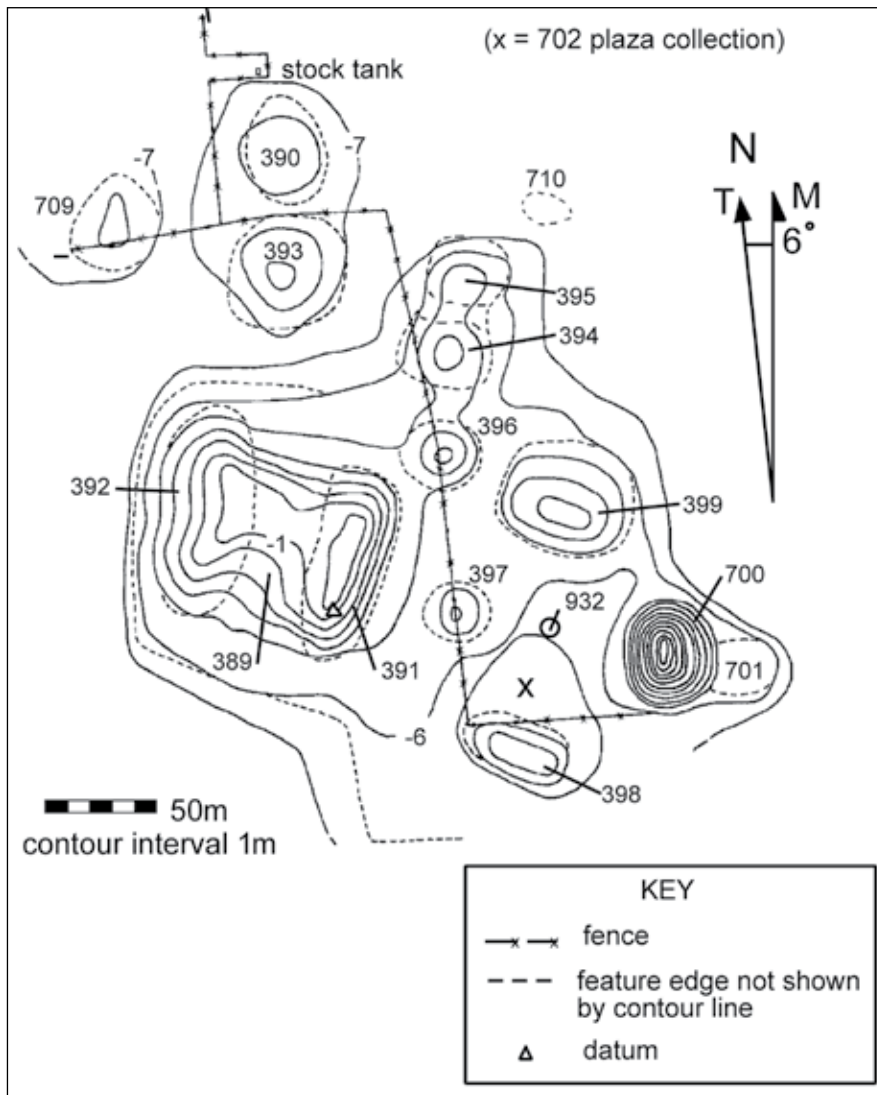 (x = 702 plaza collection)
stock tank
-7
390
-7
N
709
710
T
M
6°
393
395
394
396
392
399
-1
397
932
700
701
389
391
x
-6
398
50m
contour interval 1m
KEY
fence
feature edge not shown
by contour line
datum